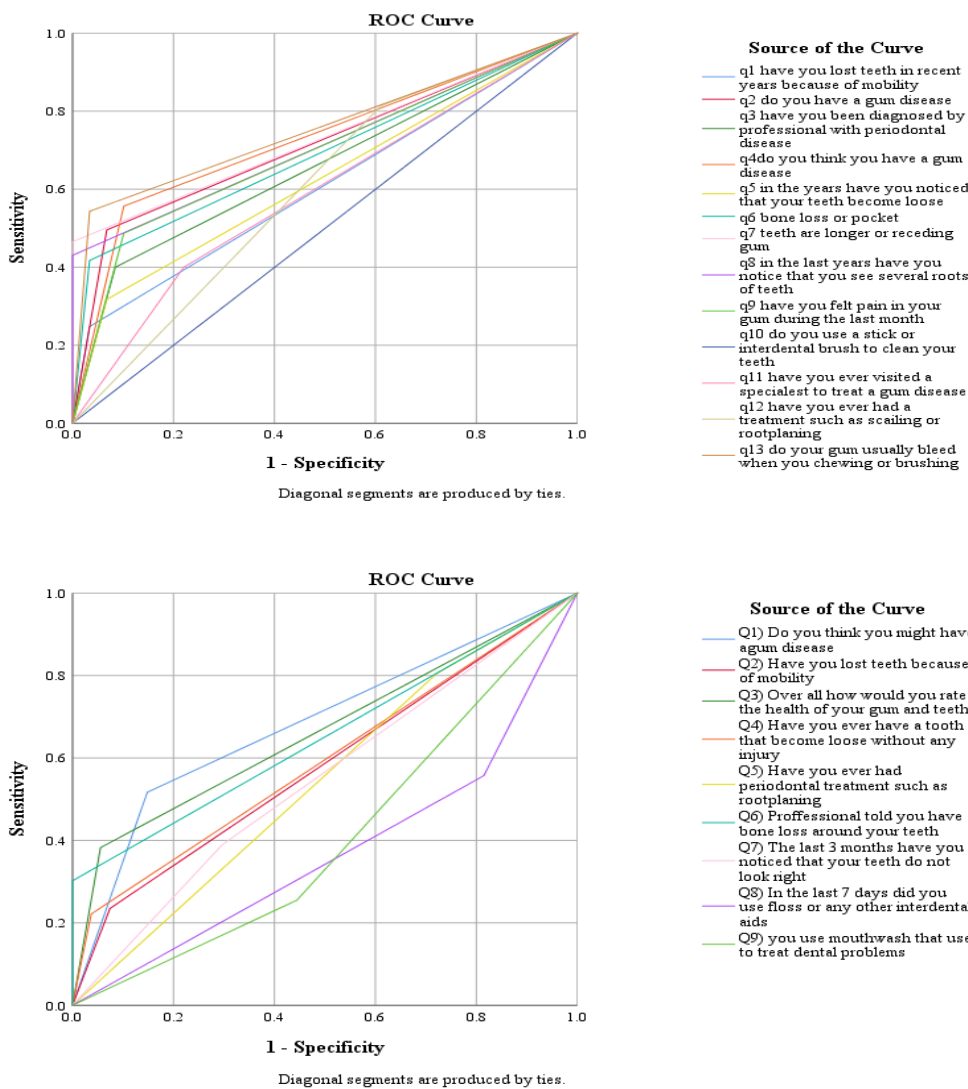 ROC Curve
1.0
0.8
0.6
0.4
0.2
0.0
Sensitivity
0.0 0.2 0.4 0.6 0.8 1.0
1 - Specificity
Diagonal segments are produced by ties.
Source of the Curve
q1 have you lost teeth in recent
years because of mobility
q2 do you have a gum disease
q3 have you been diagnosed by
professional with periodontal
disease
q4do you think you have a gum
disease
q5 in the years have you noticed
that your teeth become loose
q6 bone loss or pocket
q7 teeth are longer or receding
gum
q8 in the last years have you
notice that you see several roots
of teeth
q9 have you felt pain in your
gum during the last month
q10 do you use a stick or
interdental brush to clean your
teeth
q11 have you ever visited a
specialest to treat a gum disease
q12 have you ever had a
treatment such as scailing or
rootplaning
q13 do your gum usually bleed
when you chewing or brushing
ROC Curve
1.0
0.8
0.6
0.4
0.2
0.0
Sensitivity
0.0 0.2 0.4 0.6 0.8 1.0
1 - Specificity
Diagonal segments are produced by ties.
Source of the Curve
Q1) Do you think you might have
agum disease
Q2) Have you lost teeth because
of mobility
Q3) Over all how would you rate
the health of your gum and teeth
Q4) Have you ever have a tooth
that become loose without any
injury
Q5) Have you ever had
periodontal treatment such as
rootplaning
Q6) Proffessional told you have
bone loss around your teeth
Q7) The last 3 months have you
noticed that your teeth do not
look right
Q8) In the last 7 days did you
use floss or any other interdental
aids
Q9) you use mouthwash that use
to treat dental problems